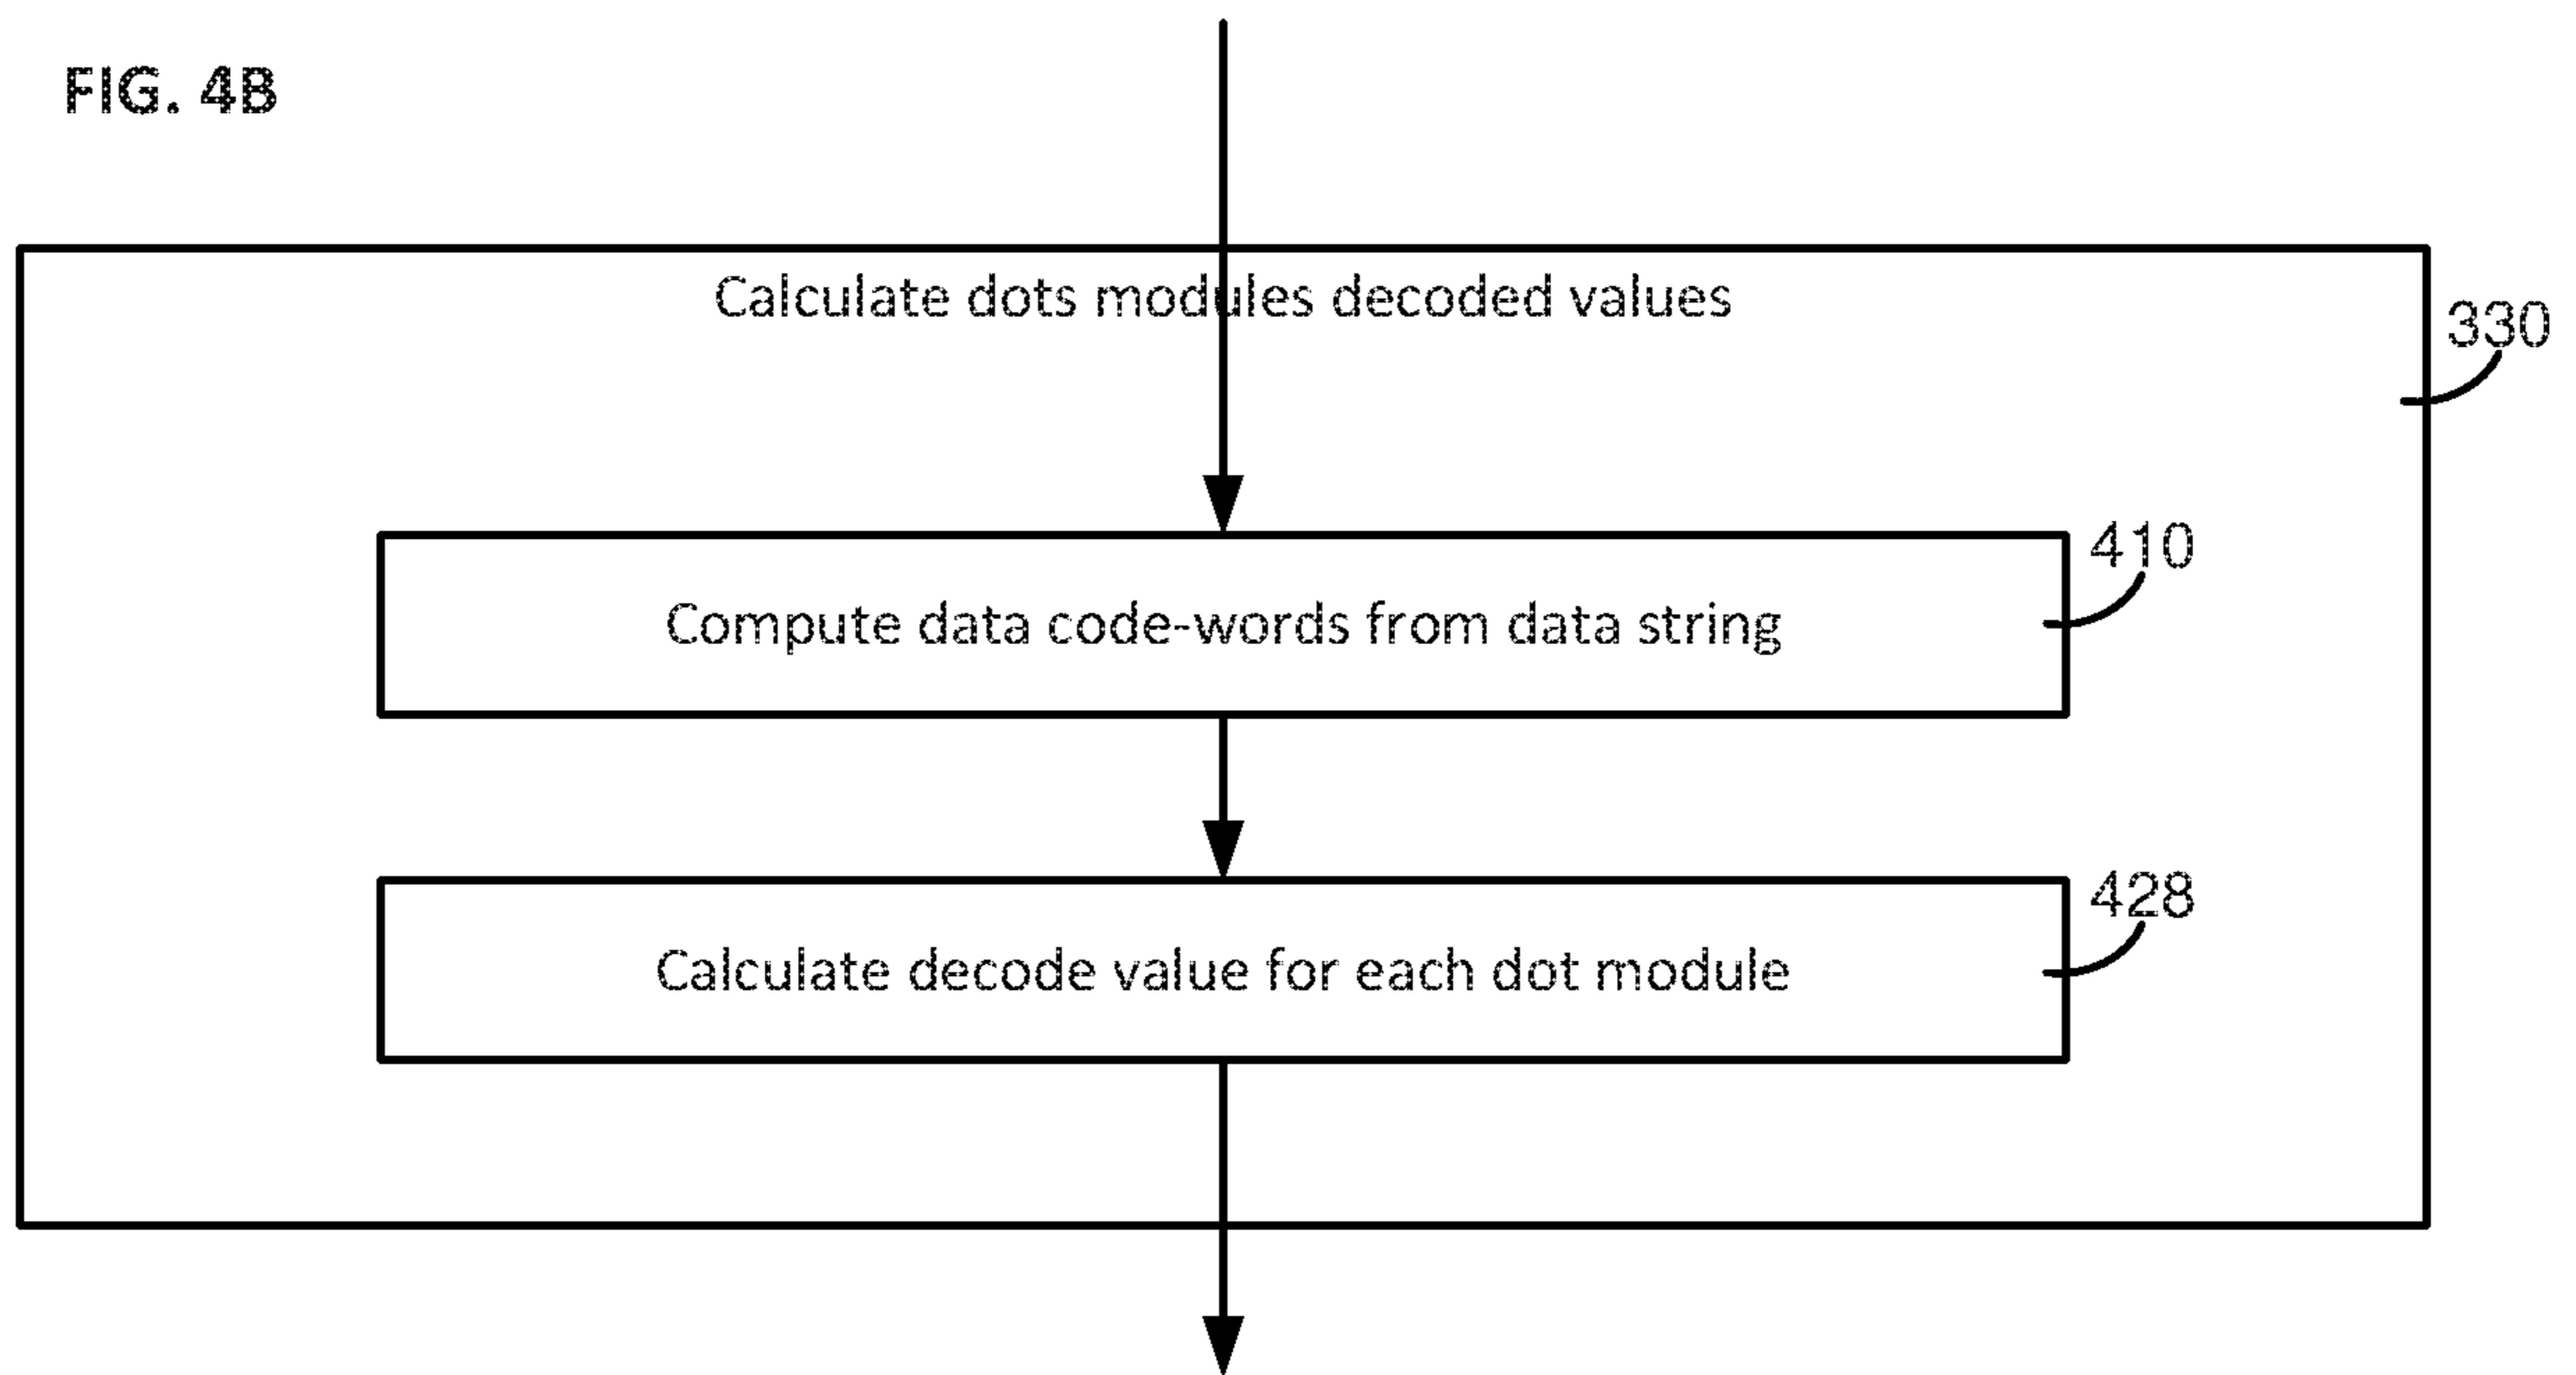 FIG. 4B
Calculate dots modules decoded values
330
410
Compute data code-words from data string
428
Calculate decode value for each dot module